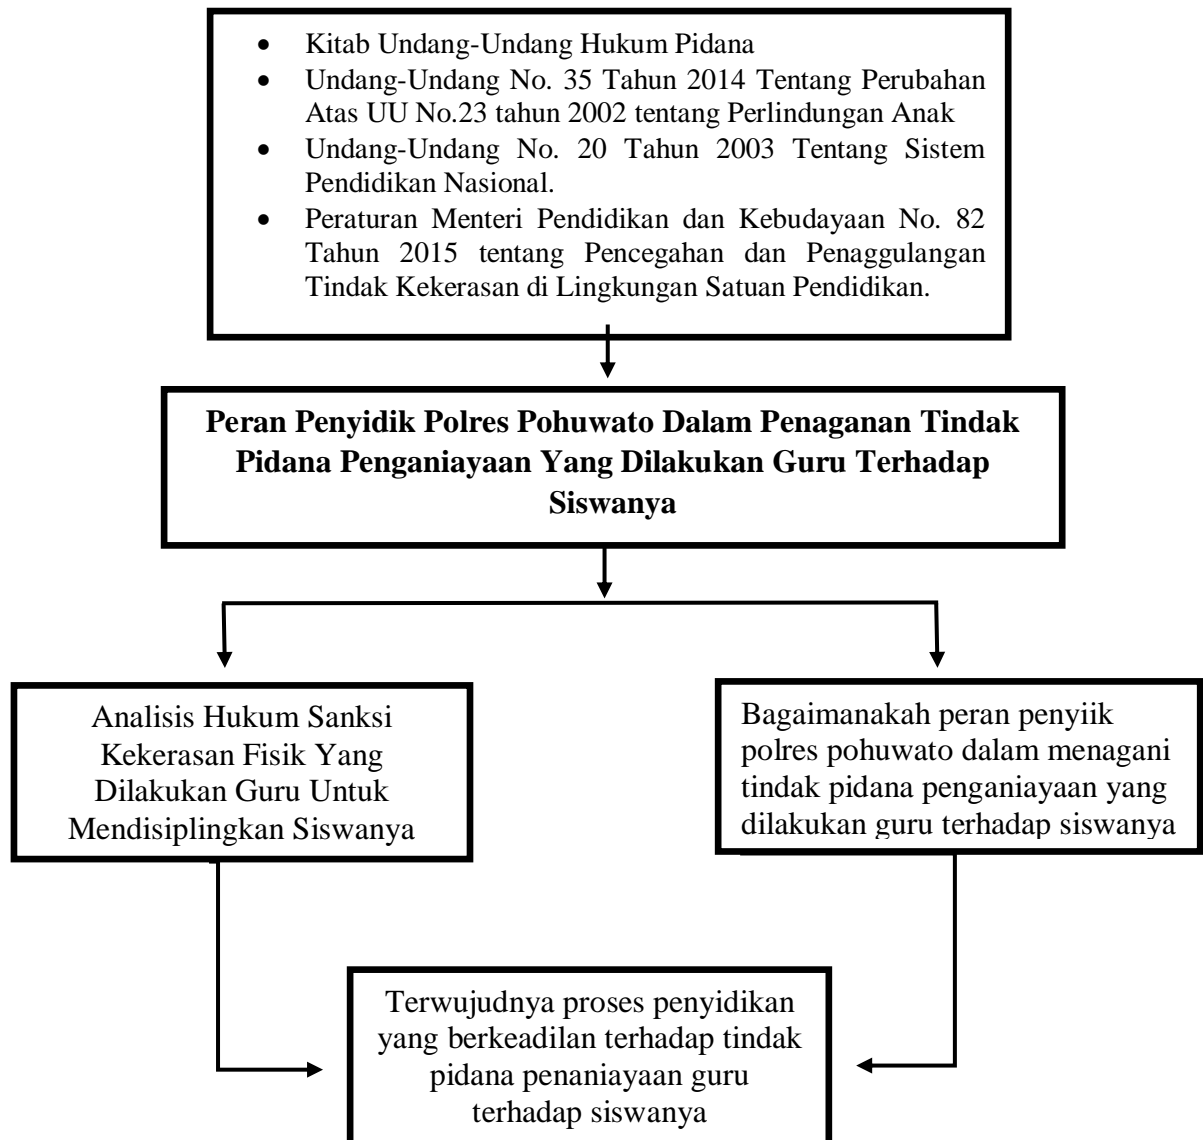 • Kitab Undang-Undang Hukum Pidana
• Undang-Undang No. 35 Tahun 2014 Tentang Perubahan
Atas UU No.23 tahun 2002 tentang Perlindungan Anak
• Undang-Undang No. 20 Tahun 2003 Tentang Sistem
Pendidikan Nasional.
• Peraturan Menteri Pendidikan dan Kebudayaan No. 82
Tahun 2015 tentang Pencegahan dan Penaggulangan
Tindak Kekerasan di Lingkungan Satuan Pendidikan.
Peran Penyidik Polres Pohuwato Dalam Penaganan Tindak
Pidana Penganiayaan Yang Dilakukan Guru Terhadap
Siswanya
Analisis Hukum Sanksi
Kekerasan Fisik Yang
Dilakukan Guru Untuk
Mendisiplingkan Siswanya
Bagaimanakah peran penyiik
polres pohuwato dalam menagani
tindak pidana penganiayaan yang
dilakukan guru terhadap siswanya
Terwujudnya proses penyidikan
yang berkeadilan terhadap tindak
pidana penaniayaan guru
terhadap siswanya